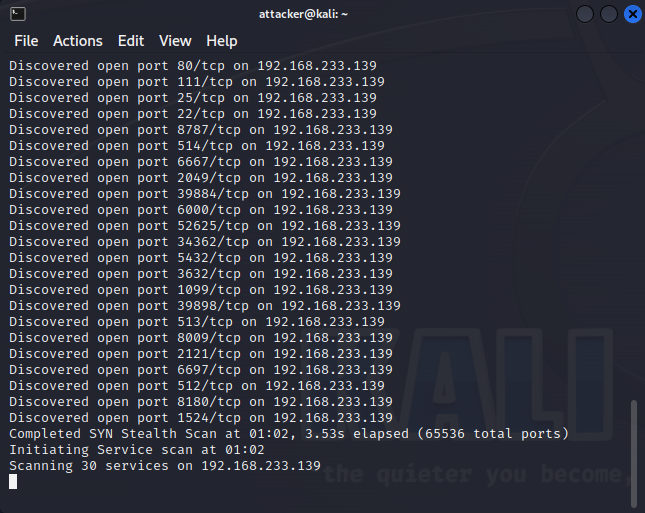 attacker@kali: ~
File Actions Edit View Help
Discovered open port 80/tcp on 192.168.233.139
Discovered open port 111/tcp on 192.168.233.139
Discovered open port 25/tcp on 192.168.233.139
Discovered open port 22/tcp on 192.168.233.139
Discovered open port 8787/tcp on 192.168.233.139
Discovered open port 514/tcp on 192.168.233.139
Discovered open port 6667/tcp on 192.168.233.139
Discovered open port 2049/tcp on 192.168.233.139
Discovered open port 39884/tcp on 192.168.233.139
Discovered open port 6000/tcp on 192.168.233.139
Discovered open port 52625/tcp on 192.168.233.139
Discovered open port 34362/tcp on 192.168.233.139
Discovered open port 5432/tcp on 192.168.233.139
Discovered open port 3632/tcp on 192.168.233.139
Discovered open port 1099/tcp on 192.168.233.139
Discovered open port 39898/tcp on 192.168.233.139
Discovered open port 513/tcp on 192.168.233.139
Discovered open port 8009/tcp on 192.168.233.139
Discovered open port 2121/tcp on 192.168.233.139
Discovered open port 6697/tcp on 192.168.233.139
Discovered open port 512/tcp on 192.168.233.139
Discovered open port 8180/tcp on 192.168.233.139
Discovered open port 1524/tcp on 192.168.233.139
Completed SYN Stealth Scan at 01:02, 3.53s elapsed (65536 total ports)
Initiating Service scan at 01:02
Scanning 30 services on 192.168.233.139
KALI
the quieter you become,